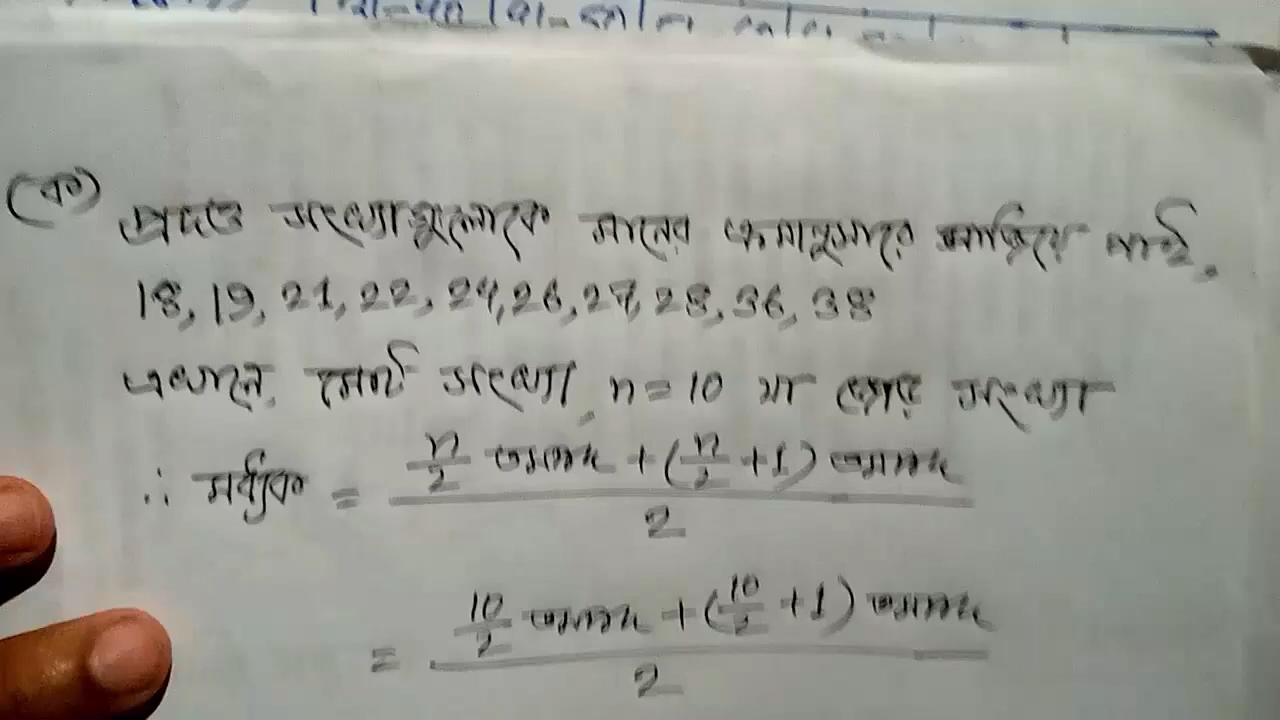 (ক)
প্রদত্ত সংখ্যাগুলোকে মানের ক্রমানুসারে সাজিয়ে পাই,
18, 19, 21, 22, 24, 26, 27, 28, 36, 38
এখানে, মোট সংখ্যা, n = 10 যা জোড় সংখ্যা
∴ মধ্যক = (n/2 তম পদ + (n/2 + 1) তম পদ) / 2
= (10/2 তম পদ + (10/2 + 1) তম পদ) / 2